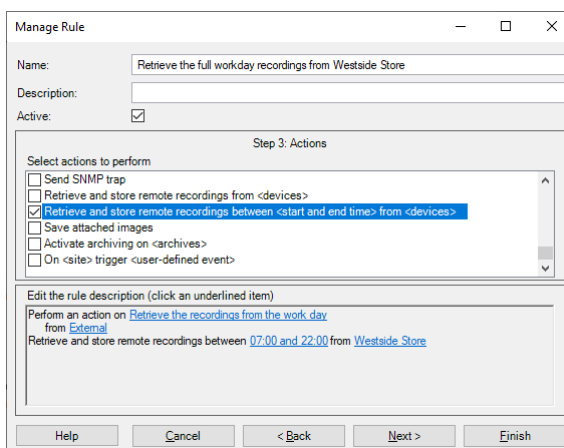 Manage Rule
Name:
Retrieve the full workday recordings from Westside Store
Description:
Active:
Step 3: Actions
Select actions to perform
Send SNMP trap
Retrieve and store remote recordings from <devices>
Retrieve and store remote recordings between <start and end time> from <devices>
Save attached images
Activate archiving on <archives>
On <site> trigger <user-defined event>
Edit the rule description (click an underlined item)
Perform an action on Retrieve the recordings from the work day
from External
Retrieve and store remote recordings between 07:00 and 22:00 from Westside Store
Help
Cancel
< Back
Next >
Finish